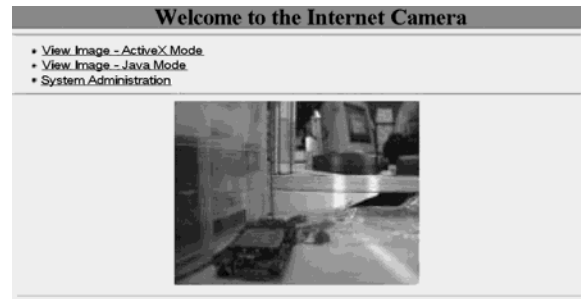 Welcome to the Internet Camera
View Image - ActiveX Mode
View Image - Java Mode
System Administration